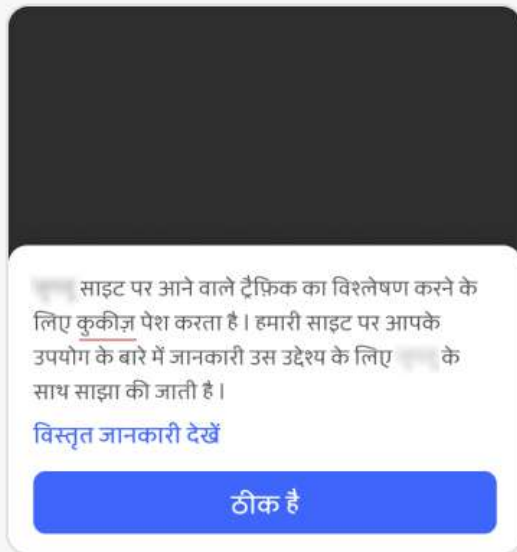 साइट पर आने वाले ट्रैफ़िक का विश्लेषण करने के
लिए कुकीज़ पेश करता है। हमारी साइट पर आपके
उपयोग के बारे में जानकारी उस उद्देश्य के लिए के
साथ साझा की जाती है।
विस्तृत जानकारी देखें
ठीक है